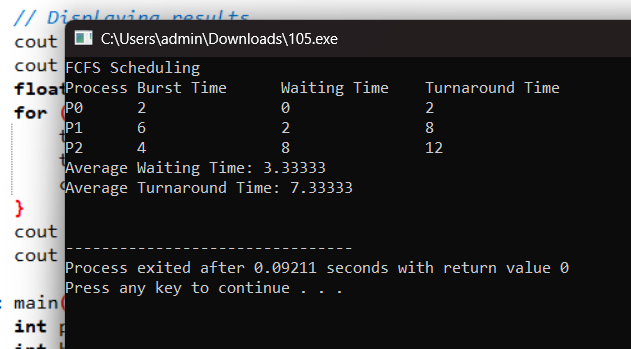 // Displaying results
cout
cout
float
for (
}
cout
cout
main(
int
int
C:\Users\admin\Downloads\105.exe
FCFS Scheduling
Process Burst Time Waiting Time Turnaround Time
P0 2 0 2
P1 6 2 8
P2 4 8 12
Average Waiting Time: 3.33333
Average Turnaround Time: 7.33333
--------------------------------
Process exited after 0.09211 seconds with return value 0
Press any key to continue . . .